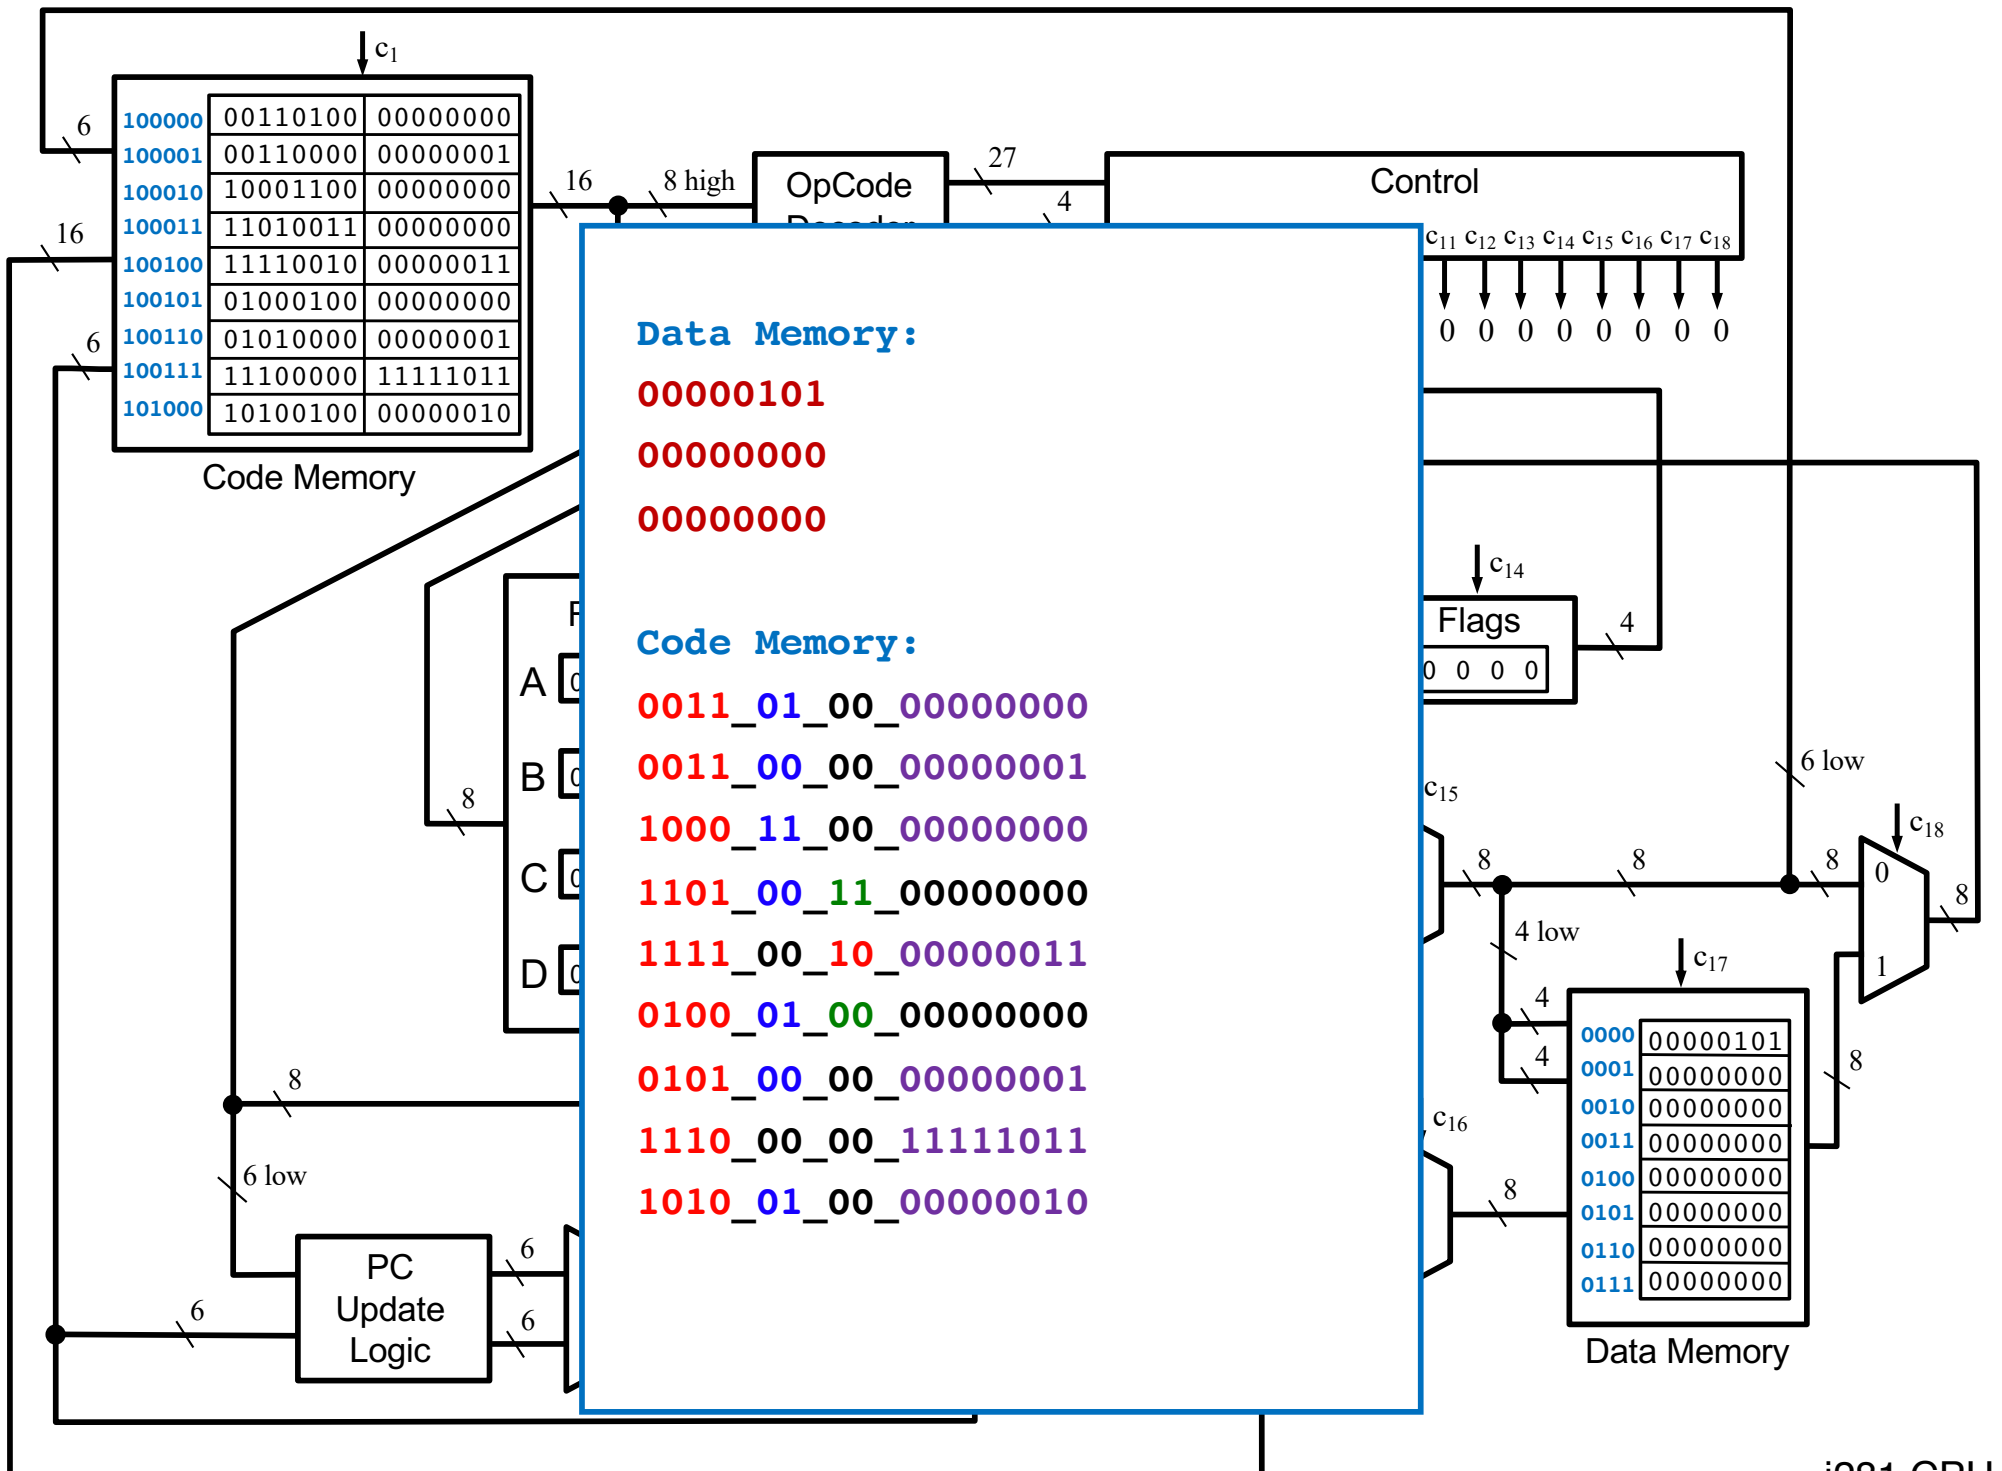 c1
100000 00110100 00000000
100001 00110000 00000001
100010 10001100 00000000
100011 11010011 00000000
100100 11110010 00000011
100101 01000100 00000000
100110 01010000 00000001
100111 11100000 11111011
101000 10100100 00000010
Code Memory
6
16
6
16
8 high
OpCode
27
4
Control
c11 c12 c13 c14 c15 c16 c17 c18
0 0 0 0 0 0 0 0
Data Memory:
00000101
00000000
00000000
Code Memory:
0011_01_00_00000000
0011_00_00_00000001
1000_11_00_00000000
1101_00_11_00000000
1111_00_10_00000011
0100_01_00_00000000
0101_00_00_00000001
1110_00_00_11111011
1010_01_00_00000010
A
B
C
D
8
8
6 low
PC
Update
Logic
6
6
6
c14
Flags
0 0 0 0
4
c15
6 low
c18
8
8
8
0
1
8
4 low
c17
4
4
8
c16
8
0000 00000101
0001 00000000
0010 00000000
0011 00000000
0100 00000000
0101 00000000
0110 00000000
0111 00000000
Data Memory